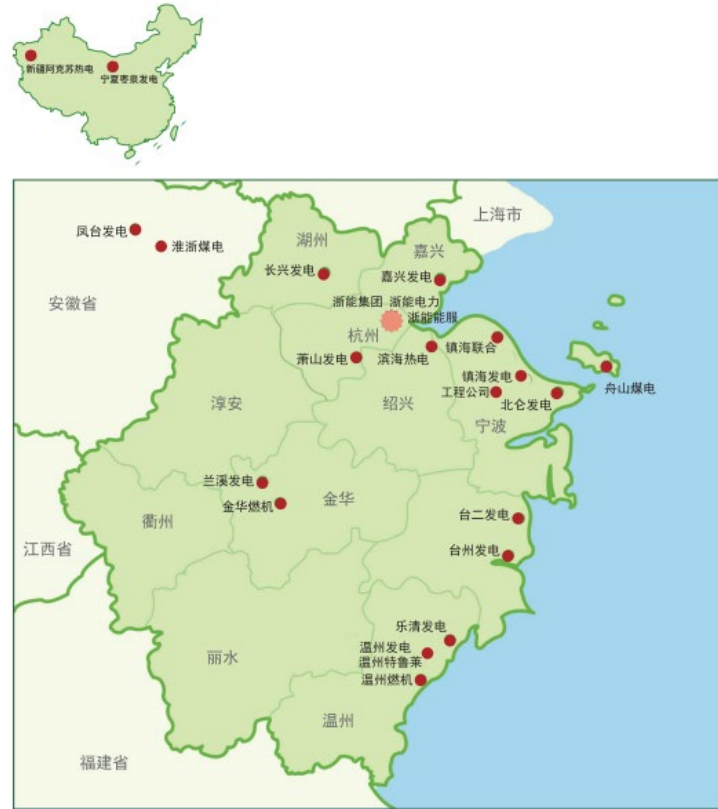 新疆阿克苏热电
宁夏枣泉发电
上海市
凤台发电
淮浙煤电
湖州
嘉兴
长兴发电
嘉兴发电
安徽省
浙能集团 浙能电力
浙能能服
杭州
萧山发电
滨海热电
镇海联合
镇海发电
舟山煤电
工程公司
北仑发电
淳安
绍兴
宁波
兰溪发电
金华燃机
金华
衢州
台二发电
江西省
台州发电
乐清发电
温州发电
温州特鲁莱
丽水
温州燃机
温州
福建省